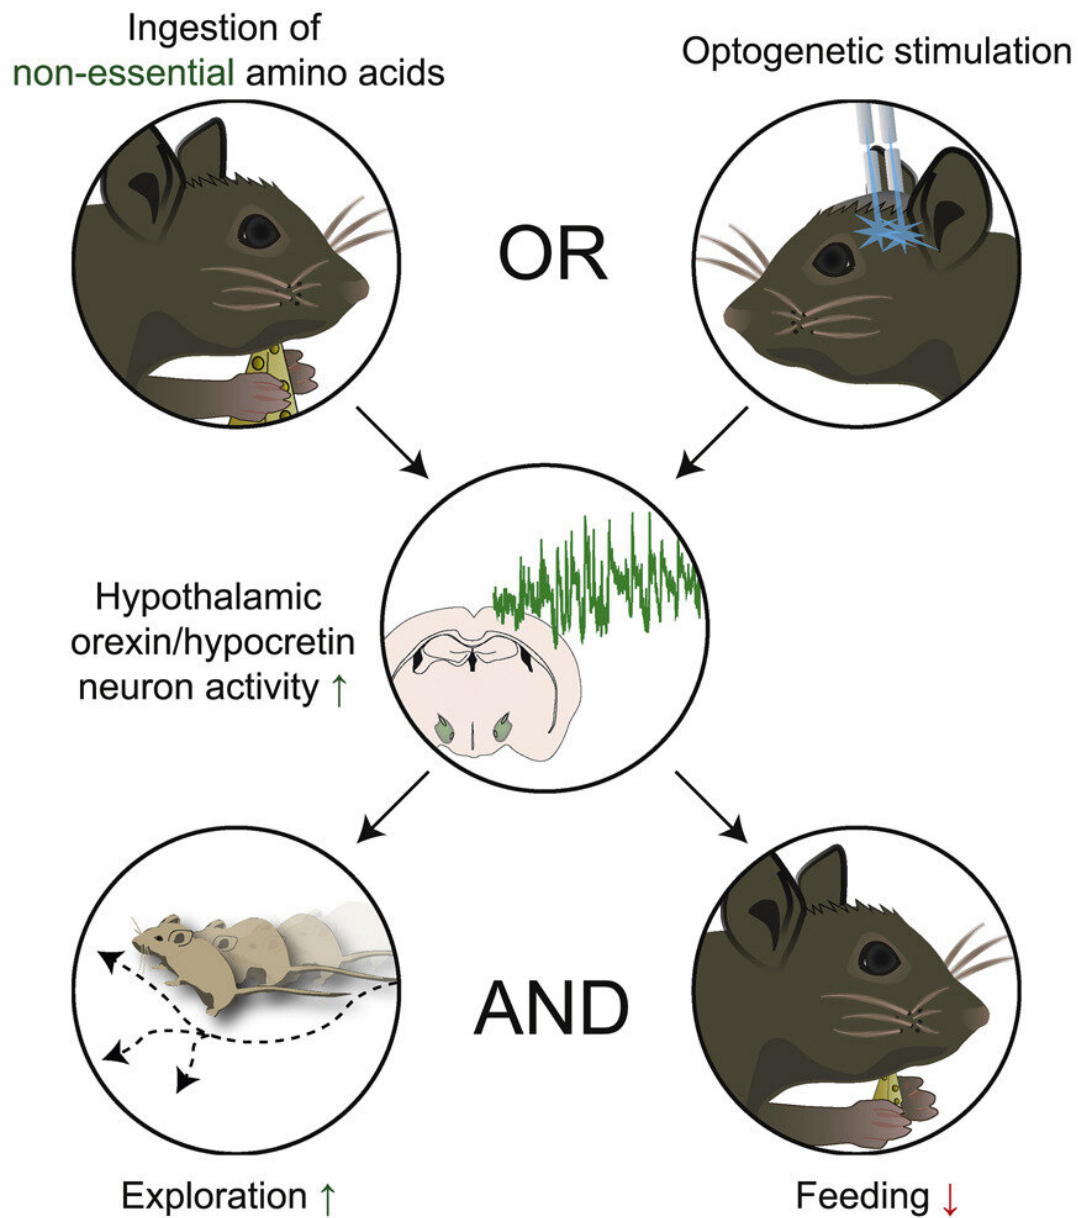 Ingestion of
non-essential amino acids
Optogenetic stimulation
OR
Hypothalamic
orexin/hypocretin
neuron activity ↑
AND
Exploration ↑
Feeding ↓